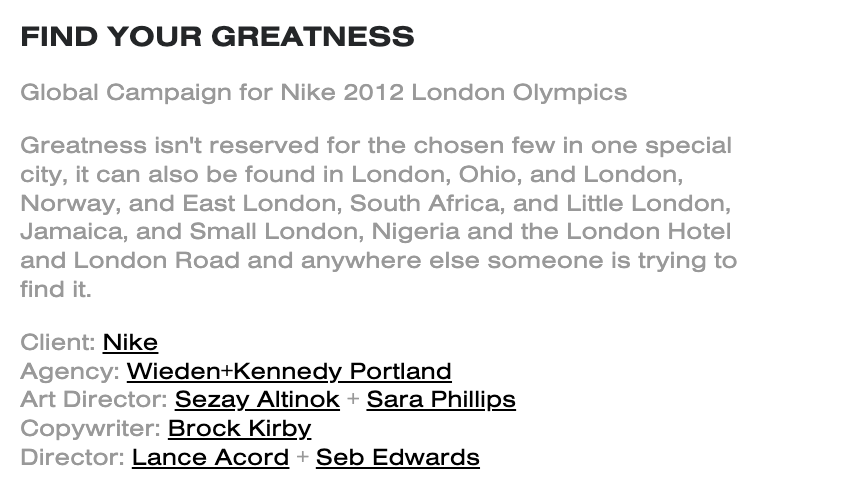 FIND YOUR GREATNESS
Global Campaign for Nike 2012 London Olympics
Greatness isn't reserved for the chosen few in one special
city, it can also be found in London, Ohio, and London,
Norway, and East London, South Africa, and Little London,
Jamaica, and Small London, Nigeria and the London Hotel
and London Road and anywhere else someone is trying to
find it.
Client: Nike
Agency: Wieden+Kennedy Portland
Art Director: Sezay Altinok + Sara Phillips
Copywriter: Brock Kirby
Director: Lance Acord + Seb Edwards